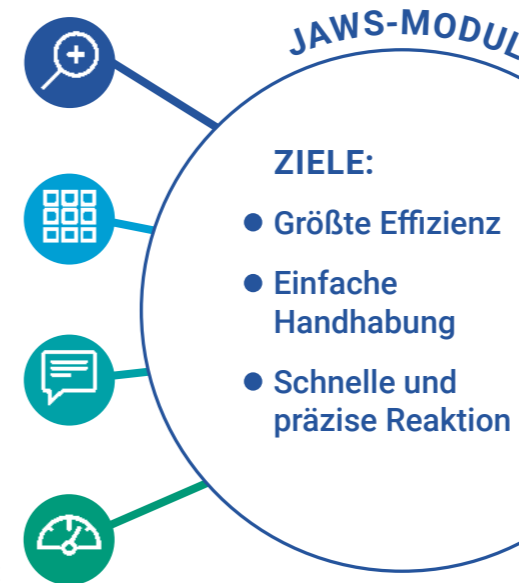 JAWS-MODUL
ZIELE:
Größte Effizienz
Einfache
Handhabung
Schnelle und
präzise Reaktion